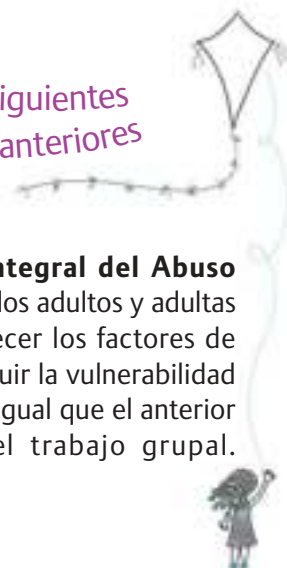 iguientes
anteriores
ntegral del Abuso
los adultos y adultas
ecer los factores de
uir la vulnerabilidad
igual que el anterior
el trabajo grupal.